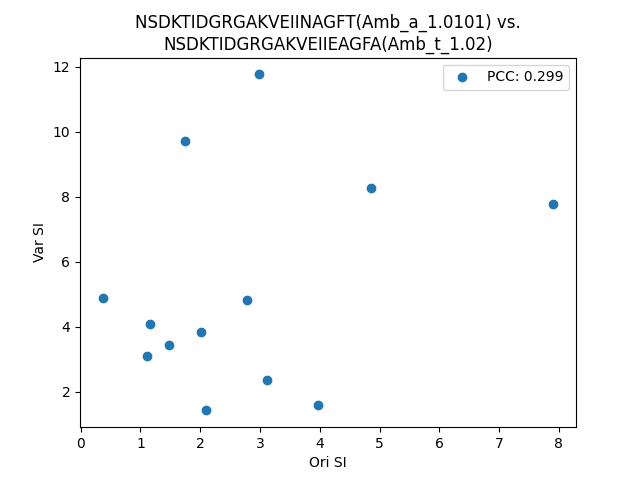 NSDKTIDGRGAKVEIINAGFT(Amb_a_1.0101) vs.
NSDKTIDGRGAKVEIIEAGFA(Amb_t_1.02)
PCC: 0.299
12
10
8
6
4
2
Var SI
0 1 2 3 4 5 6 7 8
Ori SI